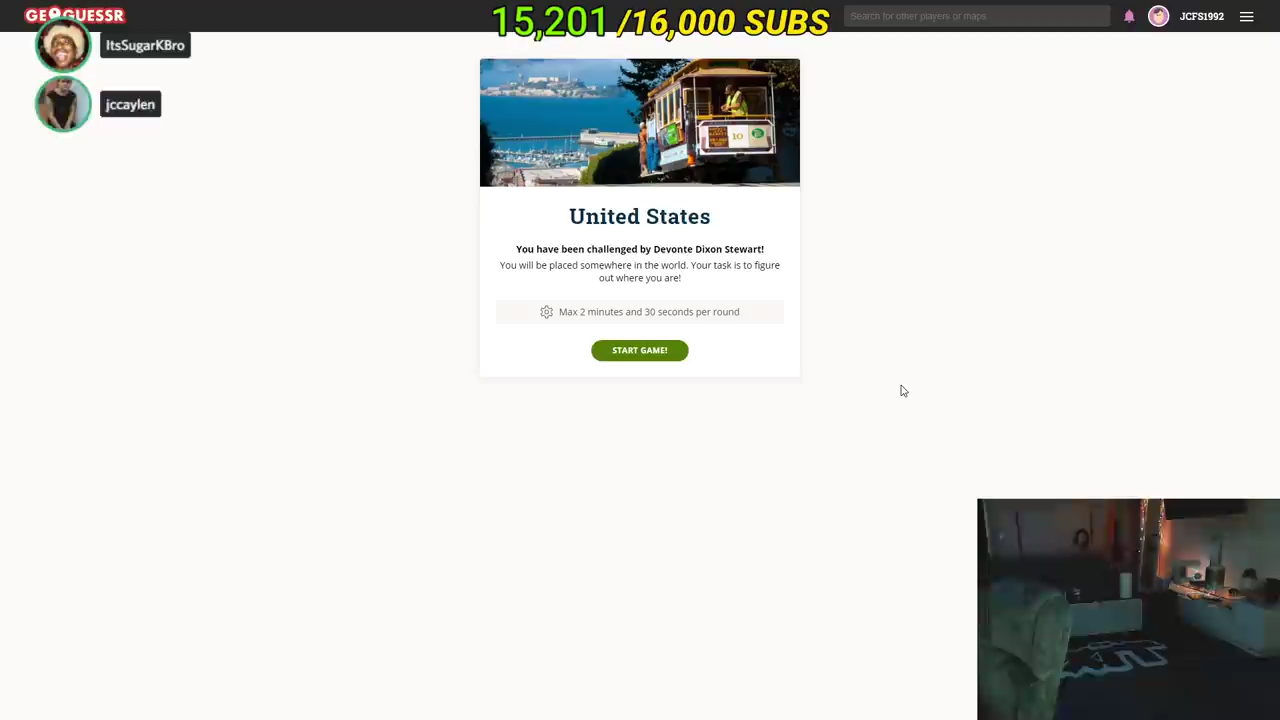 GEOGUESSR
15,201 /16,000 SUBS
Search for other players or maps
JCFS1992
ItsSugarKBro
jccaylen
10
United States
You have been challenged by Devonte Dixon Stewart!
You will be placed somewhere in the world. Your task is to figure
out where you are!
Max 2 minutes and 30 seconds per round
START GAME!